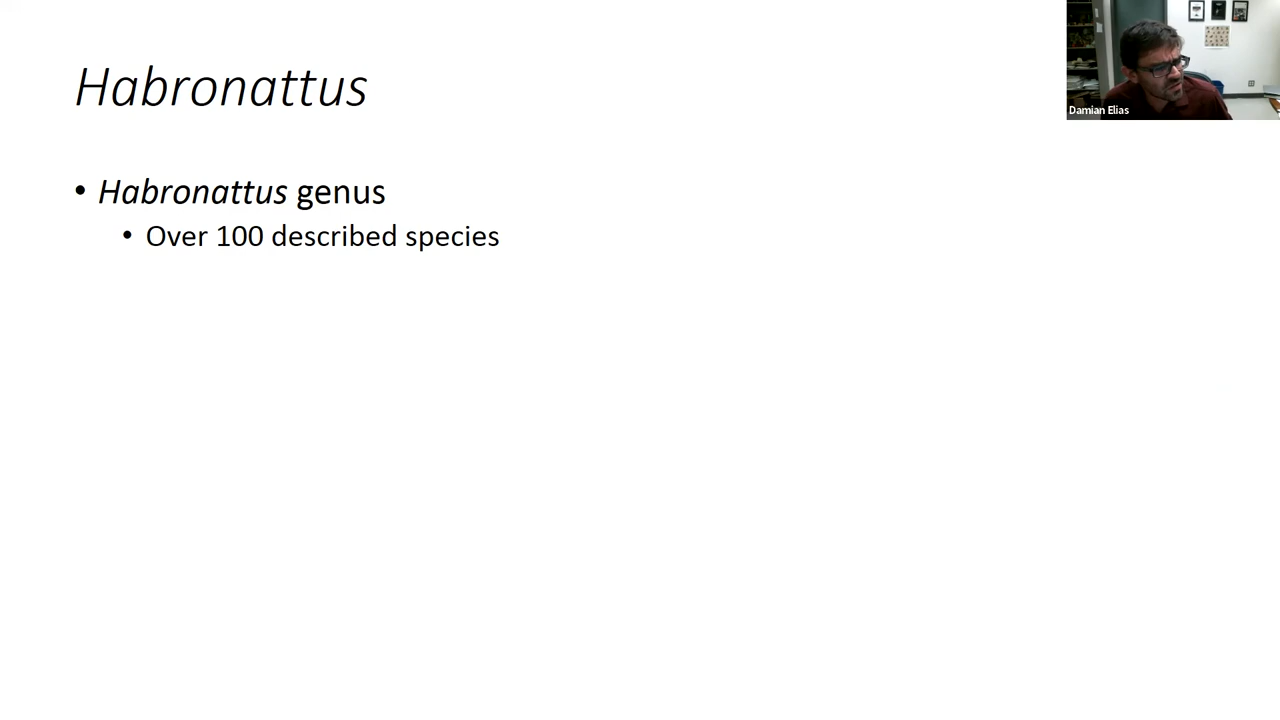 Habronattus
Damian Elias
• Habronattus genus
• Over 100 described species